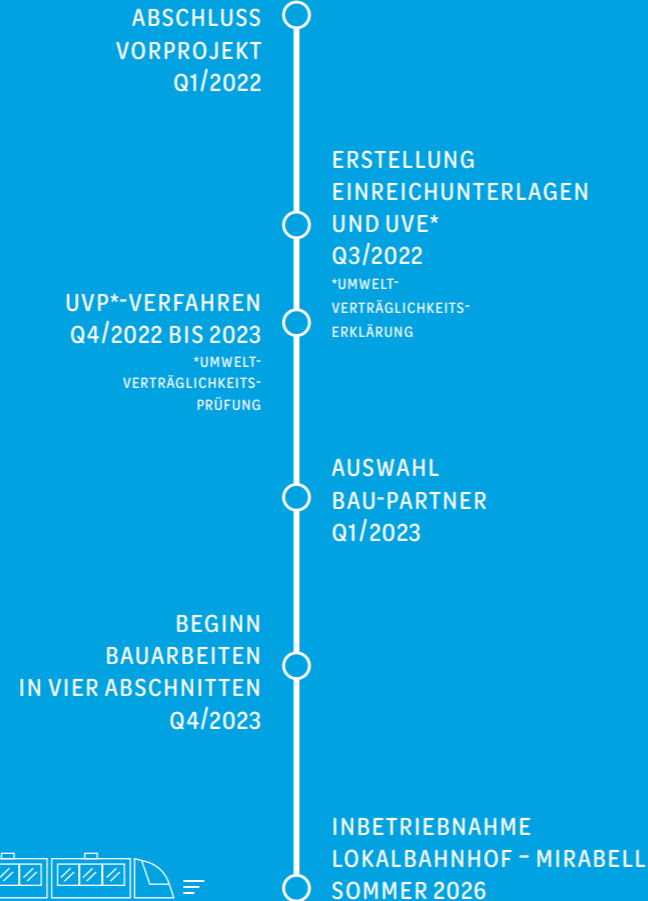 ABSCHLUSS
VORPROJEKT
Q1/2022
ERSTELLUNG
EINREICHUNTERLAGEN
UND UVE*
Q3/2022
*UMWELT-
VERTRÄGLICHKEITS-
ERKLÄRUNG
UVP*-VERFAHREN
Q4/2022 BIS 2023
*UMWELT-
VERTRÄGLICHKEITS-
PRÜFUNG
AUSWAHL
BAU-PARTNER
Q1/2023
BEGINN
BAUARBEITEN
IN VIER ABSCHNITTEN
Q4/2023
INBETRIEBNAHME
LOKALBAHNHOF – MIRABELL
SOMMER 2026